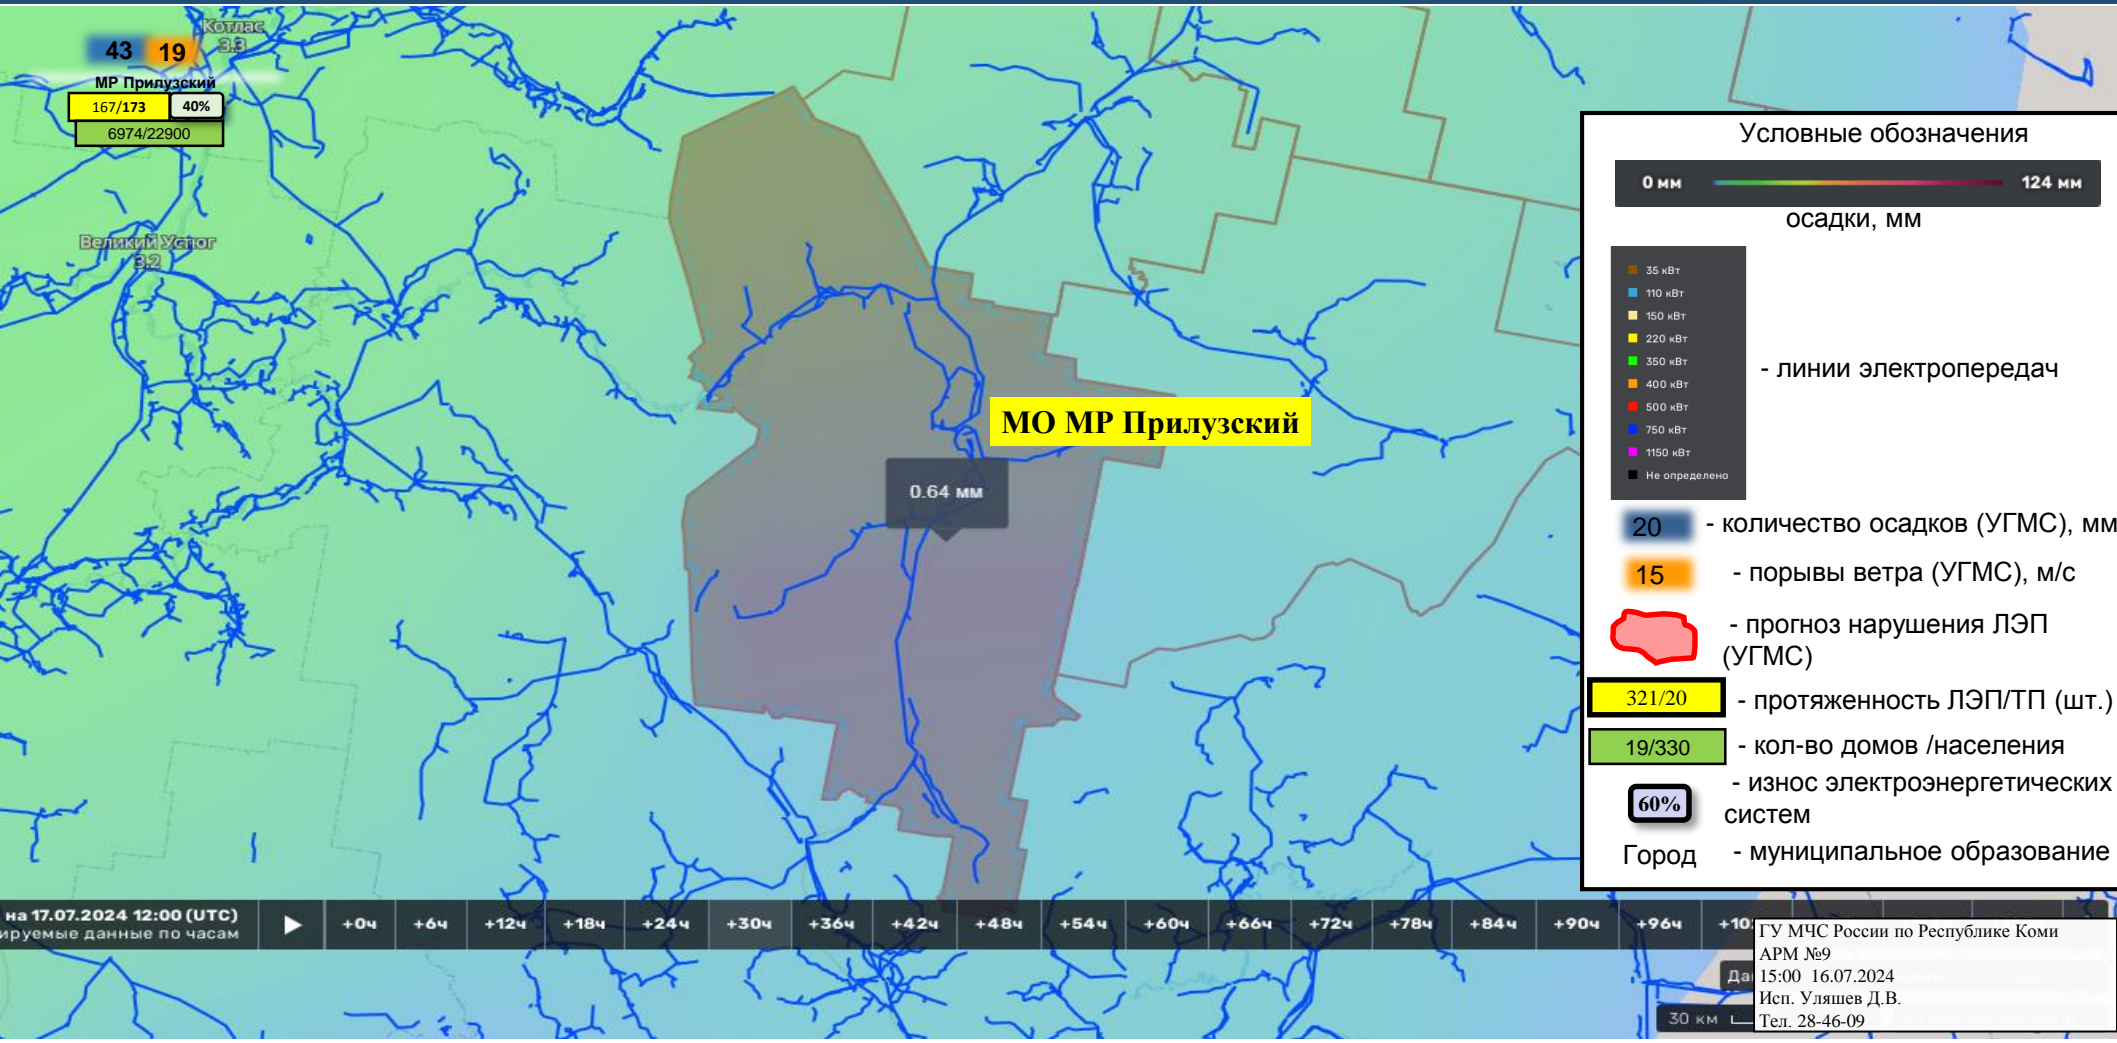 Котлас
3.3
43 19
МР Прилузский
167/173 40%
6974/22900
Великий Устюг
3.2
МО МР Прилузский
0.64 мм
Условные обозначения
0 мм 124 мм
осадки, мм
35 кВт
110 кВт
150 кВт
220 кВт
350 кВт
400 кВт
500 кВт
750 кВт
1150 кВт
Не определено
- линии электропередач
20 - количество осадков (УГМС), мм
15 - порывы ветра (УГМС), м/с
- прогноз нарушения ЛЭП
(УГМС)
321/20 - протяженность ЛЭП/ТП (шт.)
19/330 - кол-во домов /населения
60% - износ электроэнергетических
систем
Город - муниципальное образование
на 17.07.2024 12:00 (UTC)
ируемые данные по часам
+0ч +6ч +12ч +18ч +24ч +30ч +36ч +42ч +48ч +54ч +60ч +66ч +72ч +78ч +84ч +90ч +96ч +10
ГУ МЧС России по Республике Коми
АРМ №9
15:00 16.07.2024
Исп. Уляшев Д.В.
Тел. 28-46-09
Да
30 км